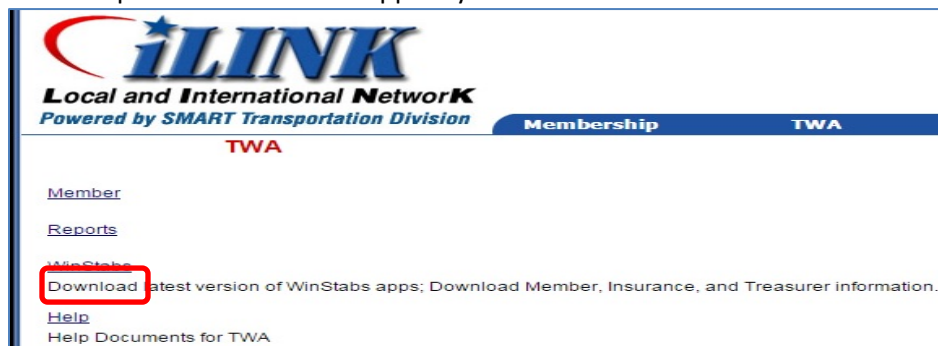 iLINK
Local and International NetworK
Powered by SMART Transportation Division
Membership TWA
TWA
Member
Reports
WinStabs
Download latest version of WinStabs apps; Download Member, Insurance, and Treasurer information.
Help
Help Documents for TWA